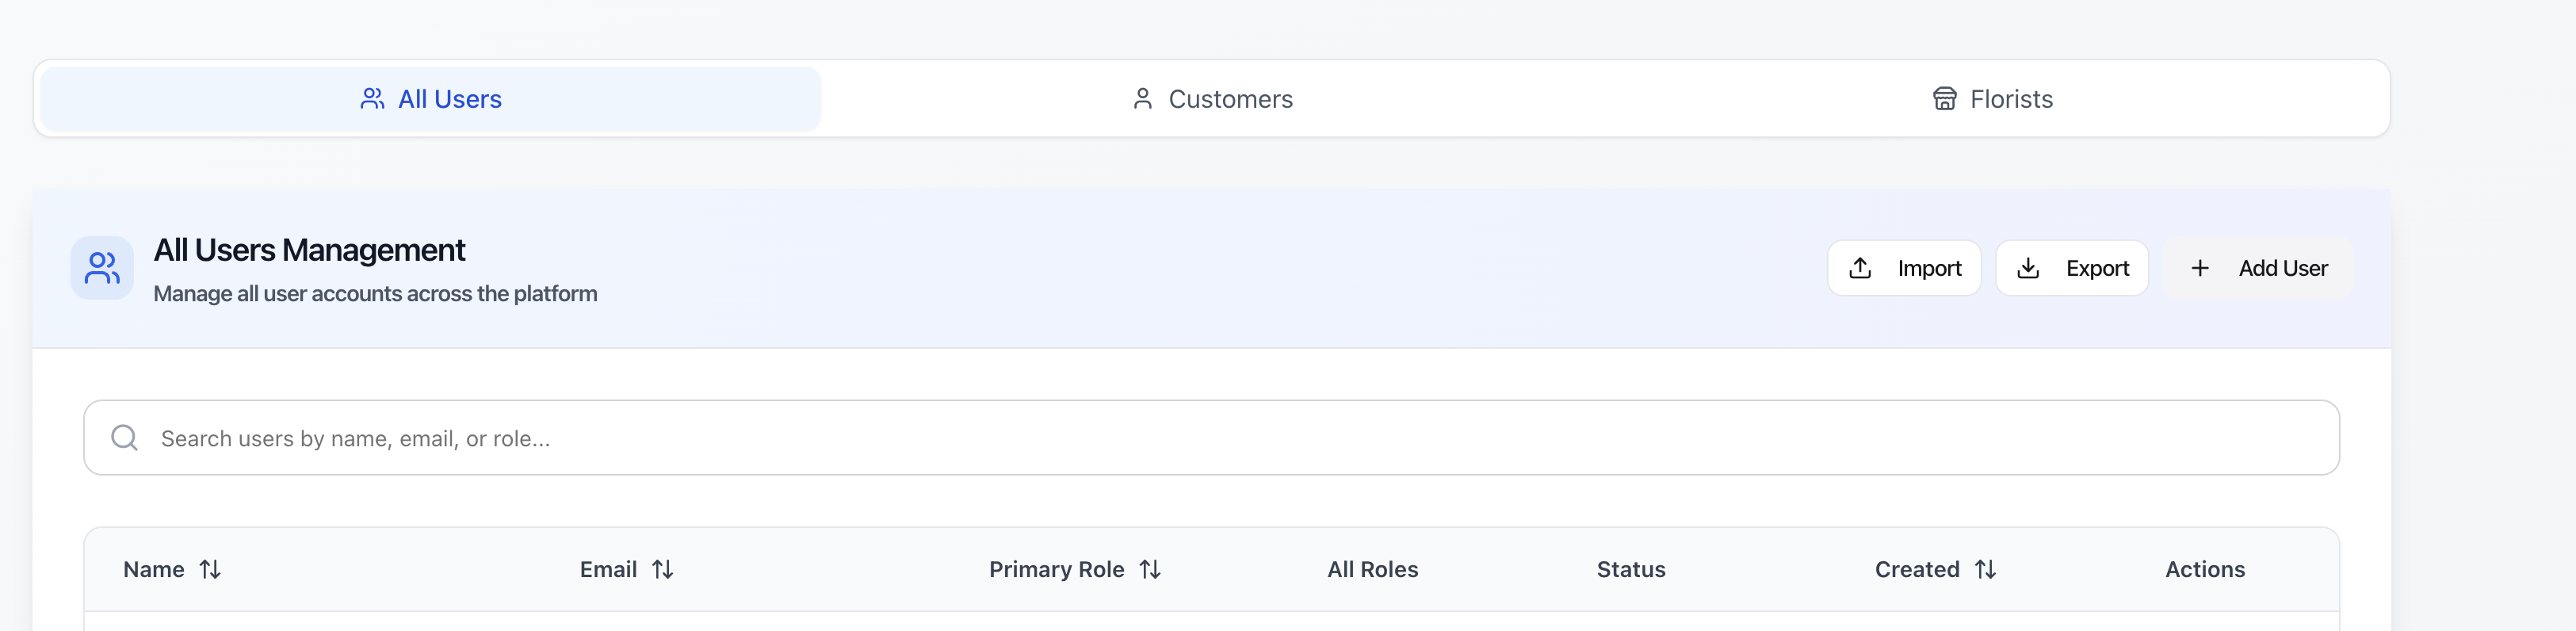 All Users
Customers
Florists
All Users Management
Manage all user accounts across the platform
Import
Export
Add User
Search users by name, email, or role...
Name
Email
Primary Role
All Roles
Status
Created
Actions